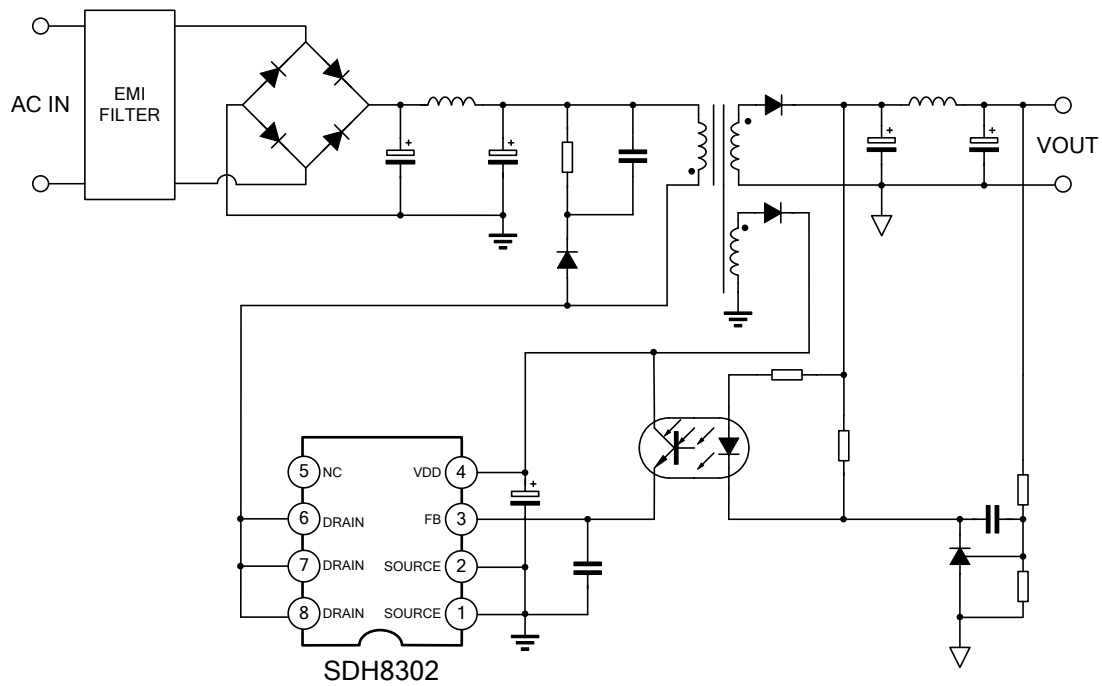 AC IN
EMI
FILTER
+
+
+
+
VOUT
5 NC
VDD 4
+
6 DRAIN
FB 3
7 DRAIN
SOURCE 2
8 DRAIN
SOURCE 1
SDH8302